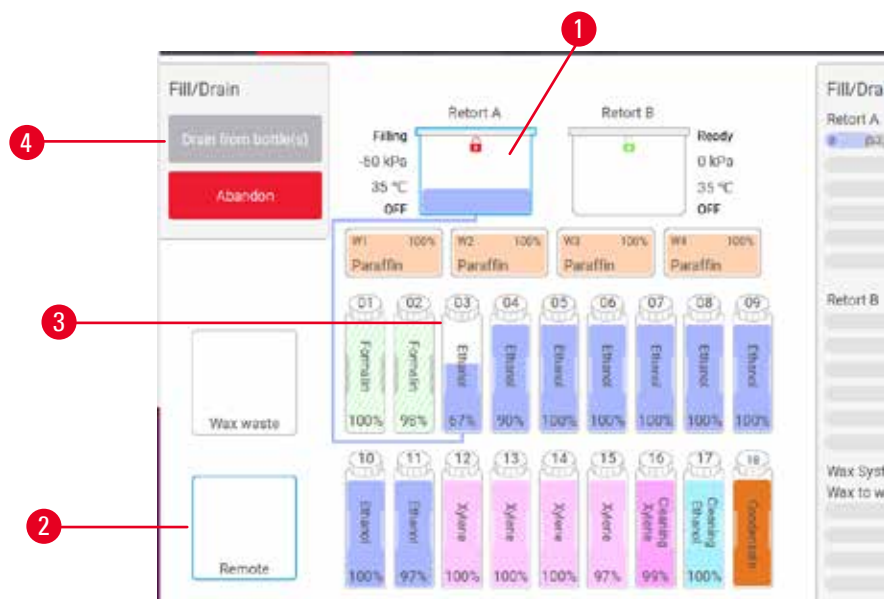 1
Fill/Drain
Drain from bottle(s)
Abandon
4
Retort A
Filling
-60 kPa
35 °C
OFF
Retort B
Ready
0 kPa
35 °C
OFF
Fill/Dra
Retort A
W1 100%
Paraffin
W2 100%
Paraffin
W3 100%
Paraffin
W4 100%
Paraffin
3
01 02 03 04 05 06 07 08 09
Formalin Formalin Ethanol Ethanol Ethanol Ethanol Ethanol Ethanol Ethanol
100% 98% 67% 90% 100% 100% 100% 100% 100%
Retort B
Wax waste
2
Remote
10 11 12 13 14 15 16 17 18
Ethanol Ethanol Xylene Xylene Xylene Xylene Cleaning Xylene Cleaning Ethanol Condensate
100% 97% 100% 100% 100% 97% 99% 100%
Wax Syst
Wax to w